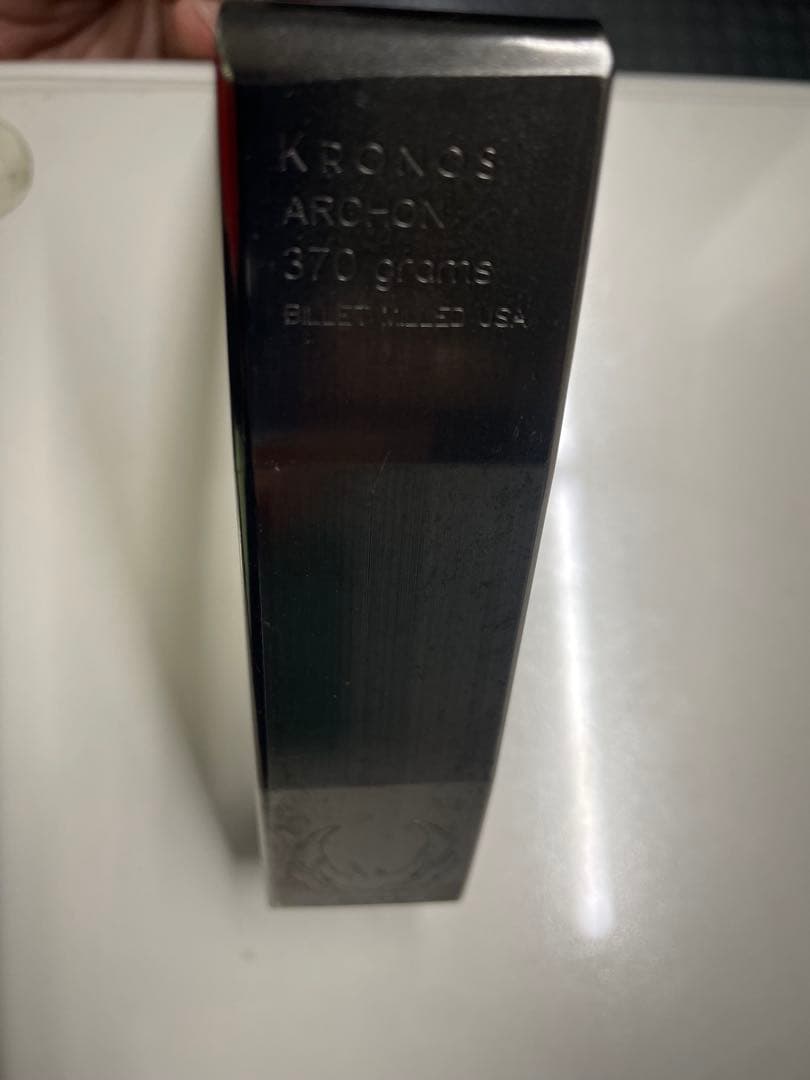 KRONOS
ARCHON
370 grams
BILLET MILLED USA